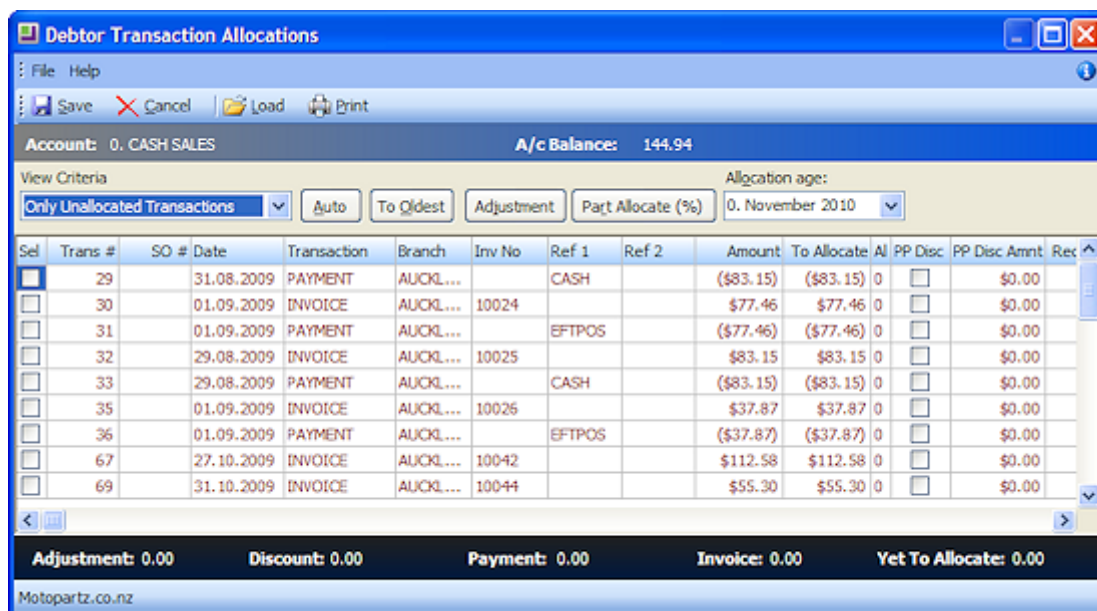 Debtor Transaction Allocations
File Help
Save Cancel Load Print
Account: 0. CASH SALES A/c Balance: 144.94
View Criteria Allocation age:
Only Unallocated Transactions Auto To Oldest Adjustment Part Allocate (%) 0. November 2010
Sel Trans # SO # Date Transaction Branch Inv No Ref 1 Ref 2 Amount To Allocate Al PP Disc PP Disc Amnt Rec
29 31.08.2009 PAYMENT AUCKL... CASH ($83.15) ($83.15) 0 $0.00
30 01.09.2009 INVOICE AUCKL... 10024 $77.46 $77.46 0 $0.00
31 01.09.2009 PAYMENT AUCKL... EFTPOS ($77.46) ($77.46) 0 $0.00
32 29.08.2009 INVOICE AUCKL... 10025 $83.15 $83.15 0 $0.00
33 29.08.2009 PAYMENT AUCKL... CASH ($83.15) ($83.15) 0 $0.00
35 01.09.2009 INVOICE AUCKL... 10026 $37.87 $37.87 0 $0.00
36 01.09.2009 PAYMENT AUCKL... EFTPOS ($37.87) ($37.87) 0 $0.00
67 27.10.2009 INVOICE AUCKL... 10042 $112.58 $112.58 0 $0.00
69 31.10.2009 INVOICE AUCKL... 10044 $55.30 $55.30 0 $0.00
Adjustment: 0.00 Discount: 0.00 Payment: 0.00 Invoice: 0.00 Yet To Allocate: 0.00
Motopartz.co.nz